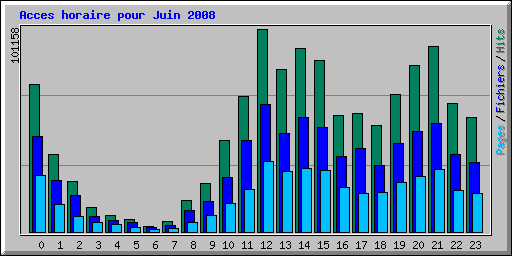 Acces horaire pour Juin 2008
101158
Pages / Fichiers / Hits
0 1 2 3 4 5 6 7 8 9 10 11 12 13 14 15 16 17 18 19 20 21 22 23